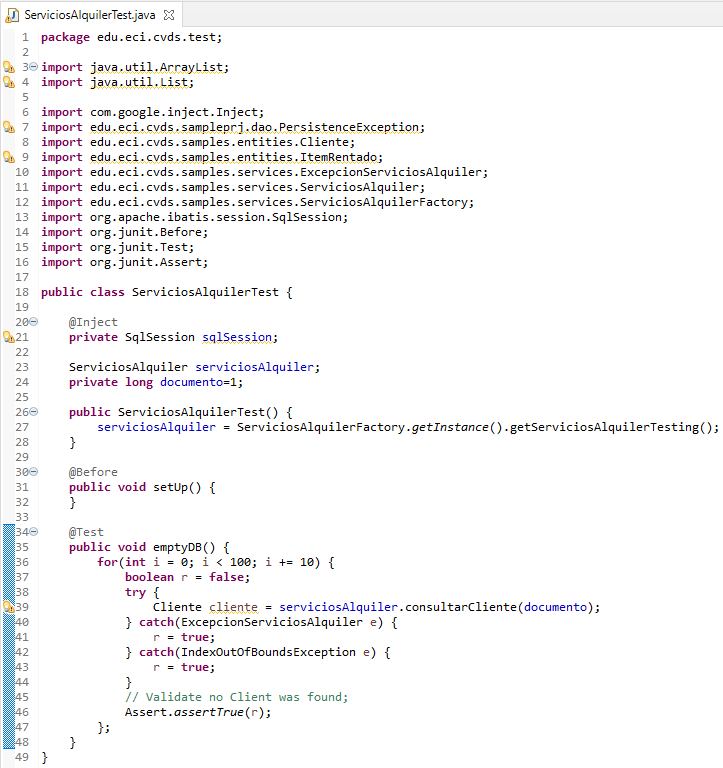 ServiciosAlquilerTest.java
1 package edu.eci.cvds.test;
2
3 import java.util.ArrayList;
4 import java.util.List;
5
6 import com.google.inject.Inject;
7 import edu.eci.cvds.sampleprj.dao.PersistenceException;
8 import edu.eci.cvds.samples.entities.Cliente;
9 import edu.eci.cvds.samples.entities.ItemRentado;
10 import edu.eci.cvds.samples.services.ExcepcionServiciosAlquiler;
11 import edu.eci.cvds.samples.services.ServiciosAlquiler;
12 import edu.eci.cvds.samples.services.ServiciosAlquilerFactory;
13 import org.apache.ibatis.session.SqlSession;
14 import org.junit.Before;
15 import org.junit.Test;
16 import org.junit.Assert;
17
18 public class ServiciosAlquilerTest {
19
20     @Inject
21     private SqlSession sqlSession;
22
23     ServiciosAlquiler serviciosAlquiler;
24     private long documento=1;
25
26     public ServiciosAlquilerTest() {
27         serviciosAlquiler = ServiciosAlquilerFactory.getInstance().getServiciosAlquilerTesting();
28     }
29
30     @Before
31     public void setUp() {
32     }
33
34     @Test
35     public void emptyDB() {
36         for(int i = 0; i < 100; i += 10) {
37             boolean r = false;
38             try {
39                 Cliente cliente = serviciosAlquiler.consultarCliente(documento);
40             } catch(ExcepcionServiciosAlquiler e) {
41                 r = true;
42             } catch(IndexOutOfBoundsException e) {
43                 r = true;
44             }
45             // Validate no Client was found;
46             Assert.assertTrue(r);
47         };
48     }
49 }